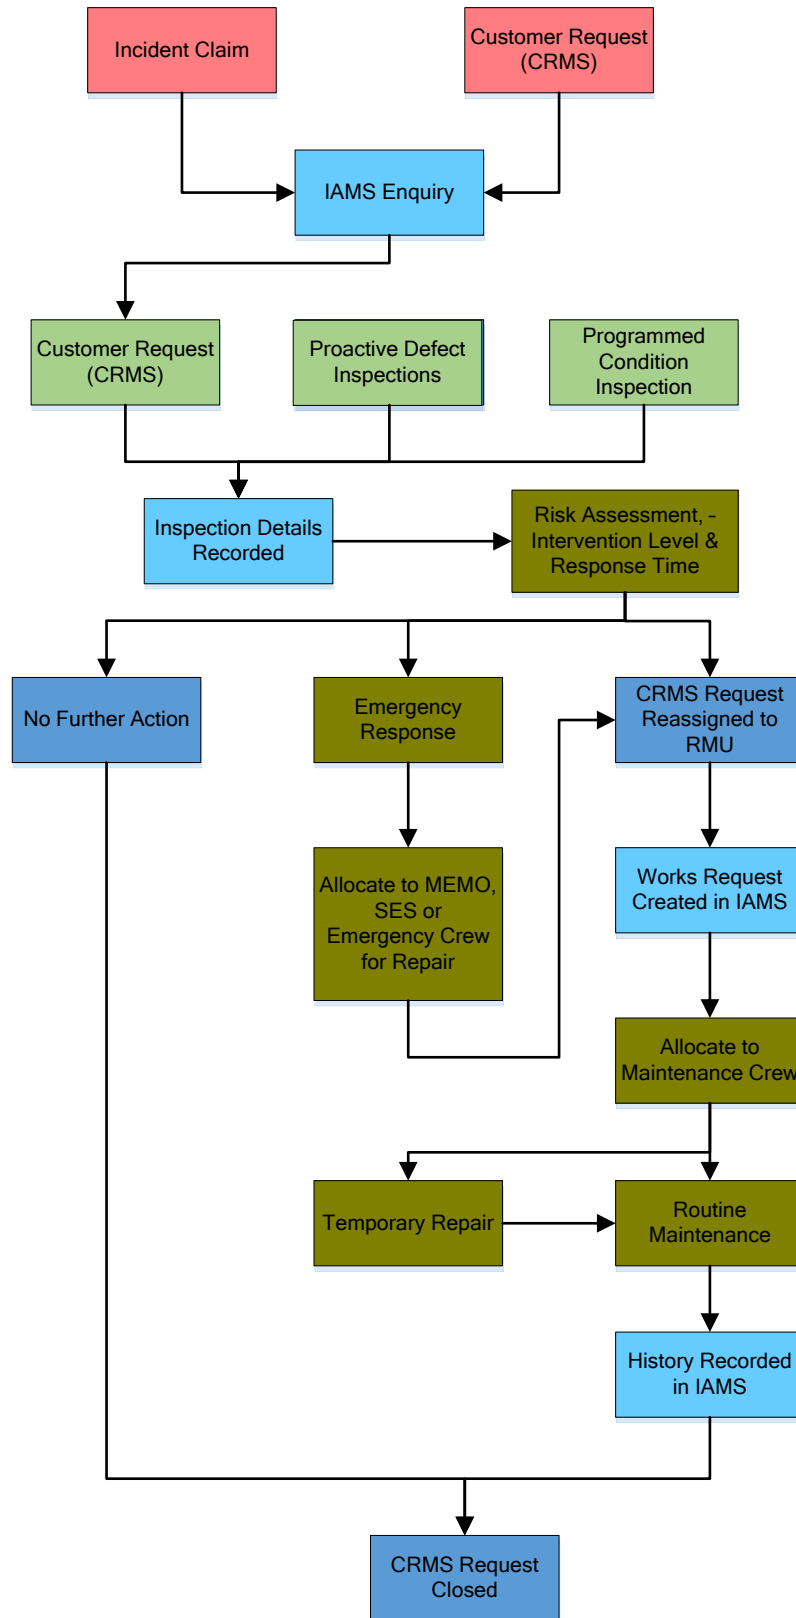 Incident Claim
Customer Request
(CRMS)
IAMS Enquiry
Customer Request
(CRMS)
Proactive Defect
Inspections
Programmed
Condition
Inspection
Inspection Details
Recorded
Risk Assessment, -
Intervention Level &
Response Time
No Further Action
Emergency
Response
CRMS Request
Reassigned to
RMU
Allocate to MEMO,
SES or
Emergency Crew
for Repair
Works Request
Created in IAMS
Allocate to
Maintenance Crew
Temporary Repair
Routine
Maintenance
History Recorded
in IAMS
CRMS Request
Closed